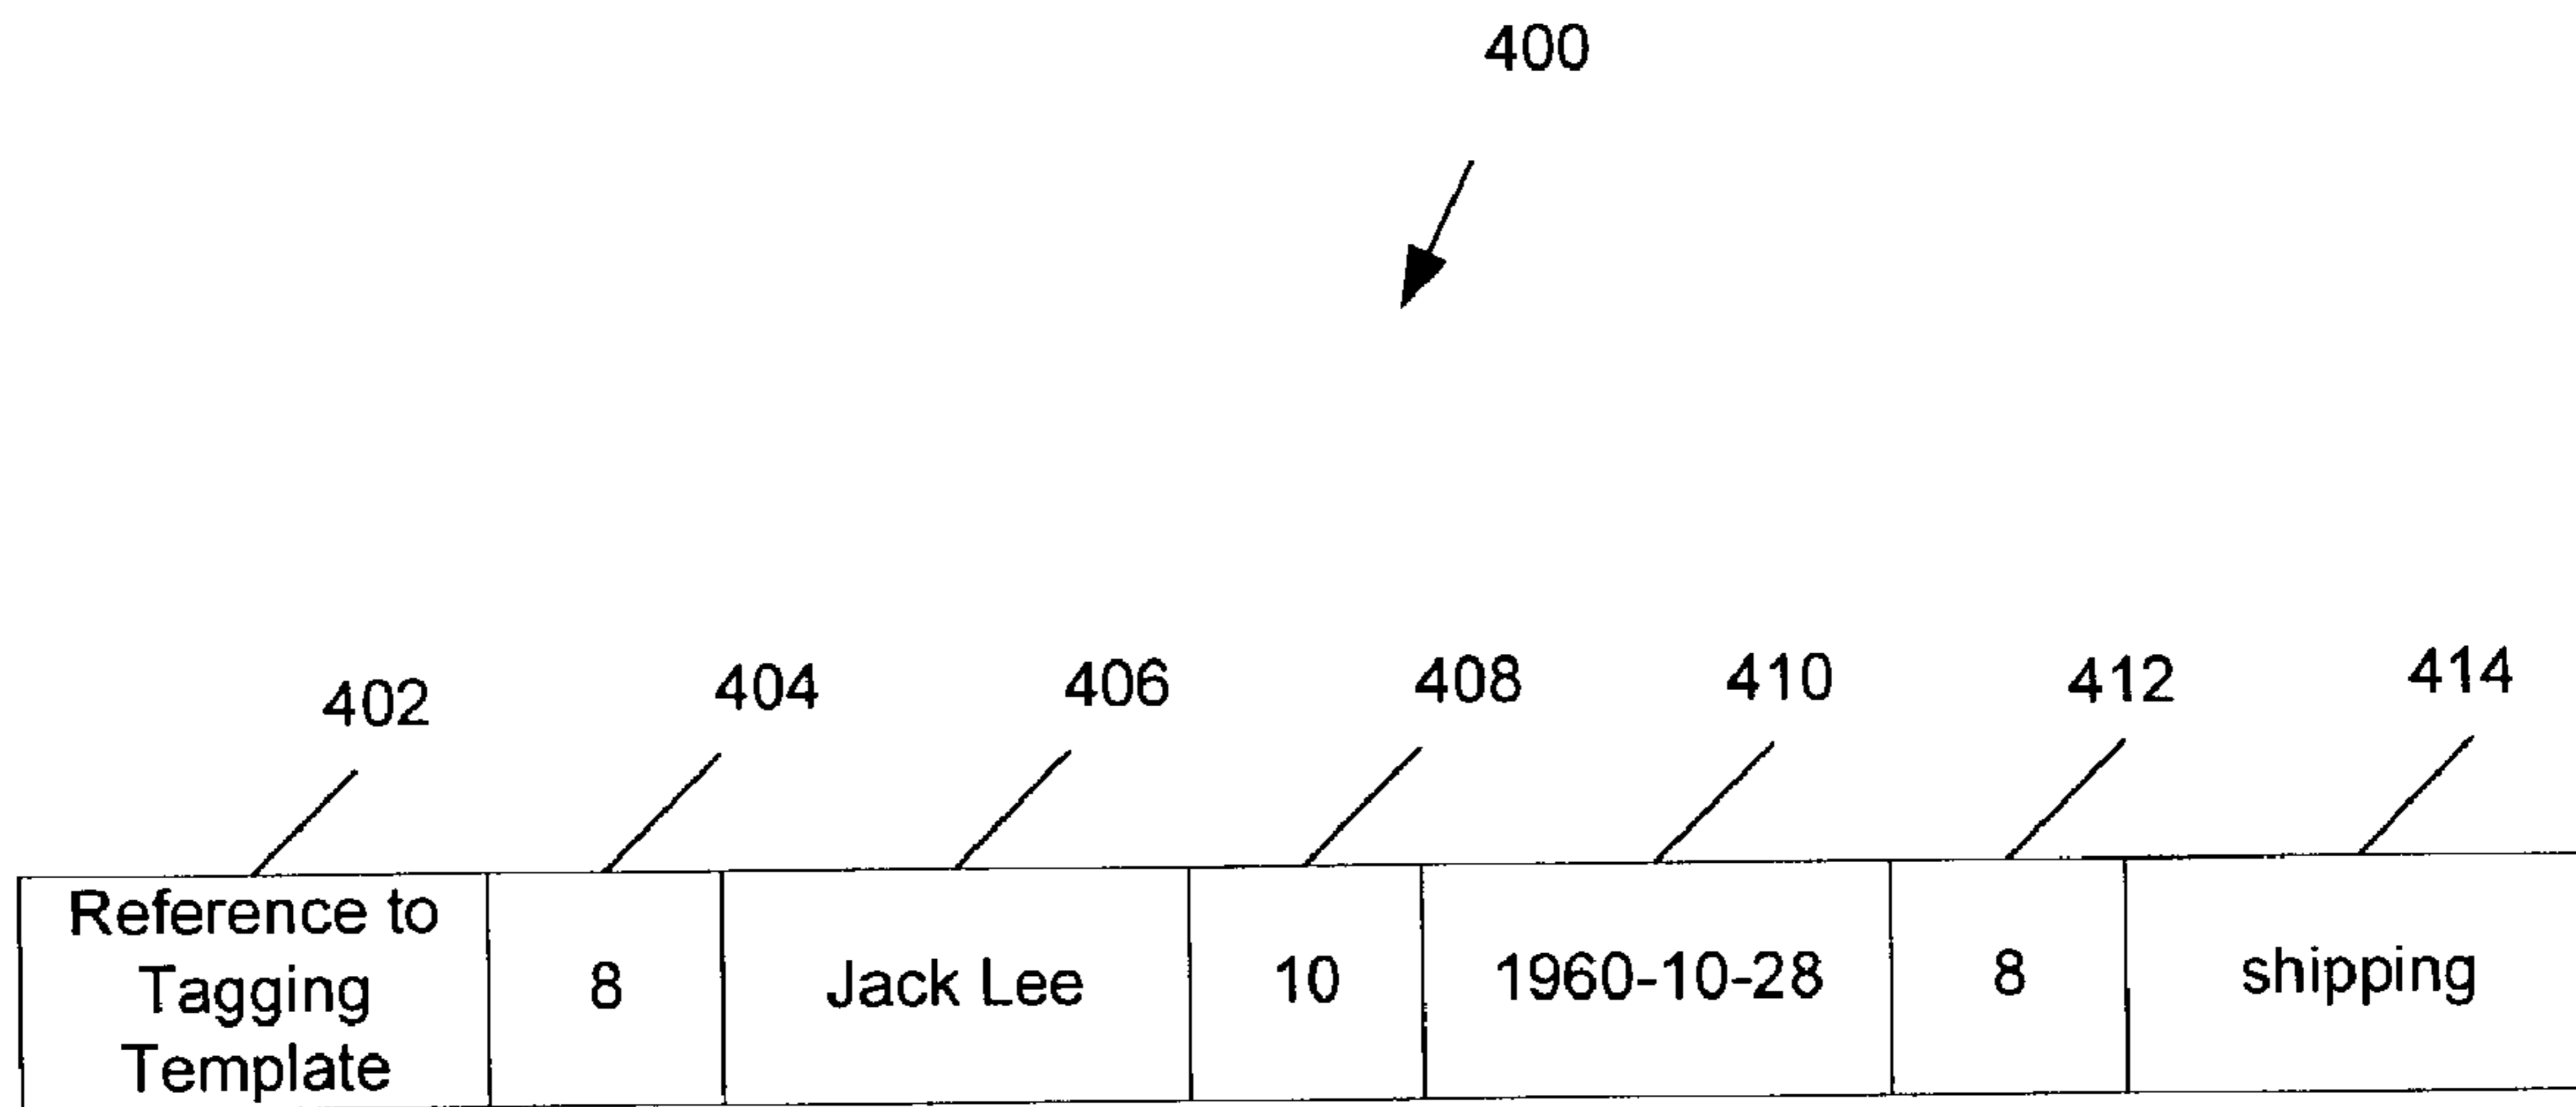 400
402 404 406 408 410 412 414
Reference to
Tagging
Template
8
Jack Lee
10
1960-10-28
8
shipping